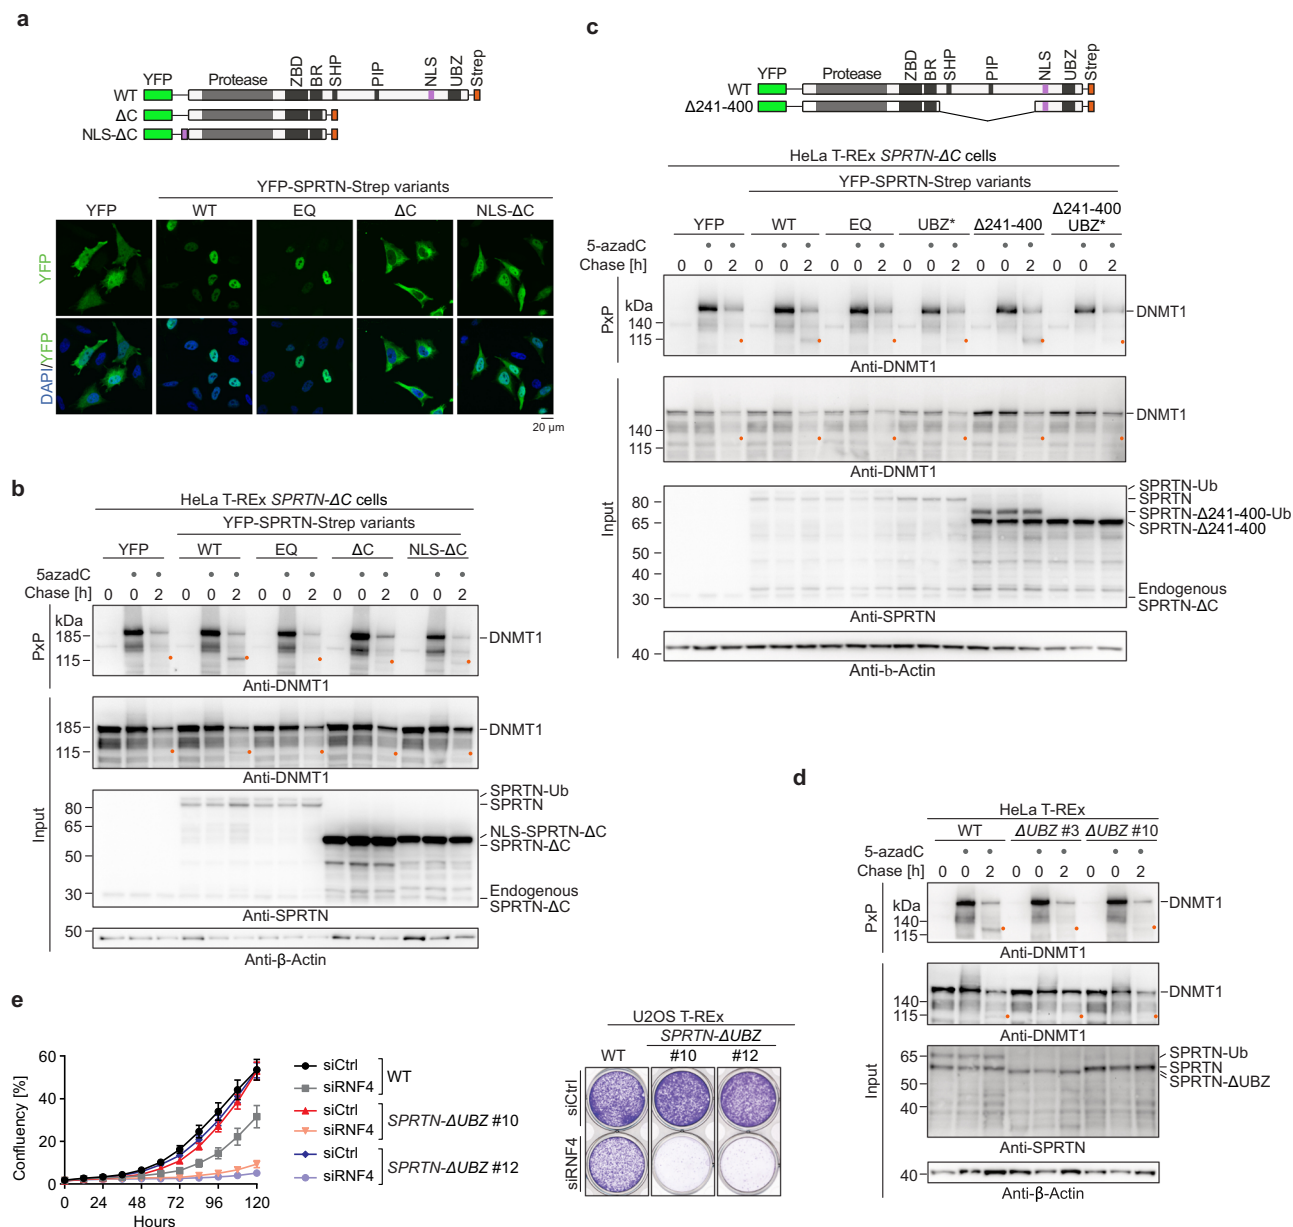 a
YFP Protease ZBD BR SHP PIP NLS UBZ Strep
WT
ΔC
NLS-ΔC
YFP-SPRTN-Strep variants
YFP WT EQ ΔC NLS-ΔC
YFP
DAPI/YFP
20 µm
b
HeLa T-REx SPRTN-ΔC cells
YFP-SPRTN-Strep variants
YFP WT EQ ΔC NLS-ΔC
5azadC
Chase [h] 0 0 2 0 0 2 0 0 2 0 0 2 0 0 2
PxP
kDa
185
115
DNMT1
Anti-DNMT1
Input
185
115
DNMT1
Anti-DNMT1
80
65
50
30
SPRTN-Ub
SPRTN
NLS-SPRTN-ΔC
SPRTN-ΔC
Endogenous
SPRTN-ΔC
Anti-SPRTN
50
Anti-β-Actin
c
YFP Protease ZBD BR SHP PIP NLS UBZ Strep
WT
Δ241-400
HeLa T-REx SPRTN-ΔC cells
YFP-SPRTN-Strep variants
YFP WT EQ UBZ* Δ241-400 Δ241-400 UBZ*
5-azadC
Chase [h] 0 0 2 0 0 2 0 0 2 0 0 2 0 0 2 0 0 2
PxP
kDa
140
115
DNMT1
Anti-DNMT1
Input
140
115
DNMT1
Anti-DNMT1
80
65
50
40
30
SPRTN-Ub
SPRTN
SPRTN-Δ241-400-Ub
SPRTN-Δ241-400
Endogenous
SPRTN-ΔC
Anti-SPRTN
40
Anti-b-Actin
d
HeLa T-REx
WT ΔUBZ #3 ΔUBZ #10
5-azadC
Chase [h] 0 0 2 0 0 2 0 0 2
PxP
kDa
140
115
DNMT1
Anti-DNMT1
Input
140
115
DNMT1
Anti-DNMT1
65
50
40
SPRTN-Ub
SPRTN
SPRTN-ΔUBZ
Anti-SPRTN
40
Anti-β-Actin
e
Confluency [%]
60
40
20
0
0 24 48 72 96 120
Hours
siCtrl
siRNF4
WT
siCtrl
siRNF4
SPRTN-ΔUBZ #10
siCtrl
siRNF4
SPRTN-ΔUBZ #12
U2OS T-REx
SPRTN-ΔUBZ
WT #10 #12
siCtrl
siRNF4